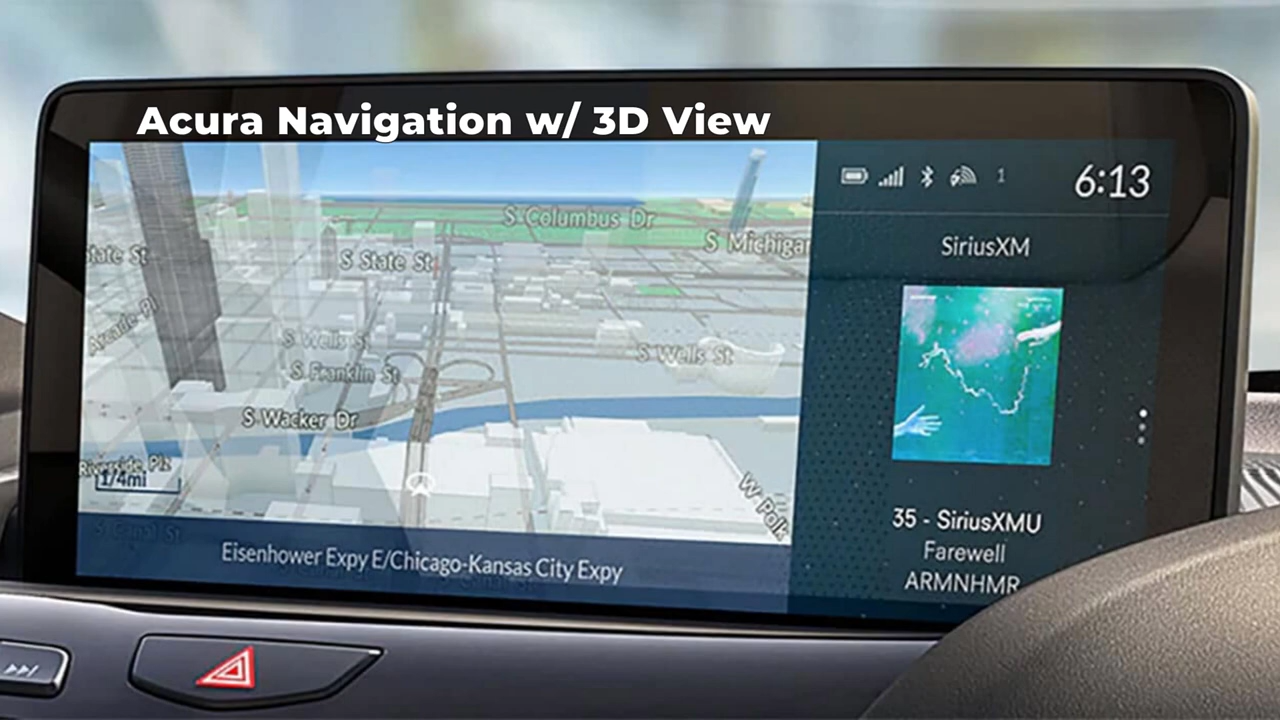 Acura Navigation w/ 3D View
1 6:13
SiriusXM
S Columbus Dr
S Michigan
State St
S State St
Arcade Pl
S Wells St
S Wells St
S Franklin St
S Wacker Dr
Riverside Plz
1/4mi
W Polk
S Canal St
35 - SiriusXMU
Farewell
ARMNHMR
Eisenhower Expy E/Chicago-Kansas City Expy